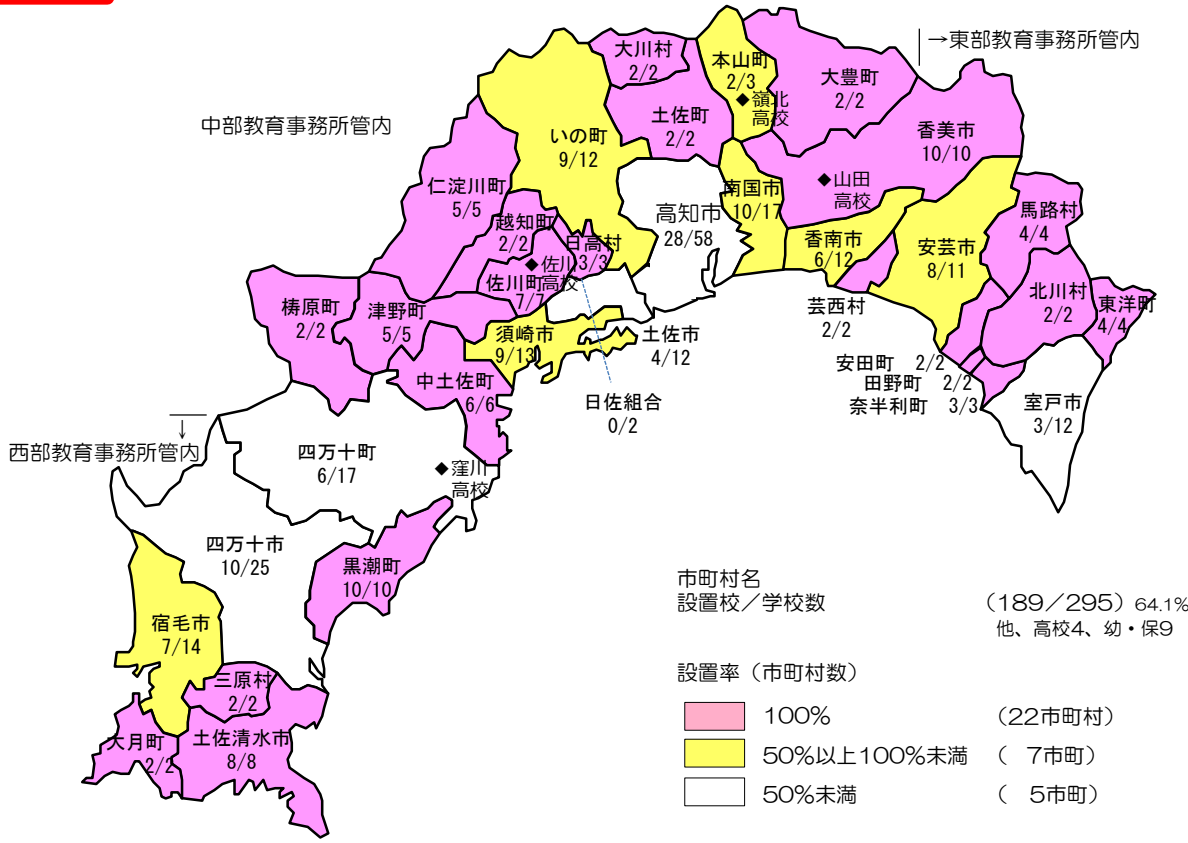 →東部教育事務所管内
中部教育事務所管内
大川村
2/2
本山町
2/3
◆嶺北
高校
大豊町
2/2
土佐町
2/2
いの町
9/12
香美市
10/10
◆山田
高校
仁淀川町
5/5
南国市
10/17
高知市
28/58
越知町
2/2
日高村
3/3
◆佐川
高校
佐川町
7/7
香南市
6/12
安芸市
8/11
馬路村
4/4
北川村
2/2
東洋町
4/4
梼原町
2/2
津野町
5/5
須崎市
9/13
土佐市
4/12
芸西村
2/2
安田町 2/2
田野町 2/2
奈半利町 3/3
室戸市
3/12
中土佐町
6/6
日佐組合
0/2
↓
西部教育事務所管内
四万十町
6/17
◆窪川
高校
四万十市
10/25
黒潮町
10/10
宿毛市
7/14
三原村
2/2
大月町
2/2
土佐清水市
8/8
市町村名
設置校/学校数 (189/295) 64.1%
他、高校4、幼・保9
設置率(市町村数)
100% (22市町村)
50%以上100%未満 ( 7市町)
50%未満 ( 5市町)